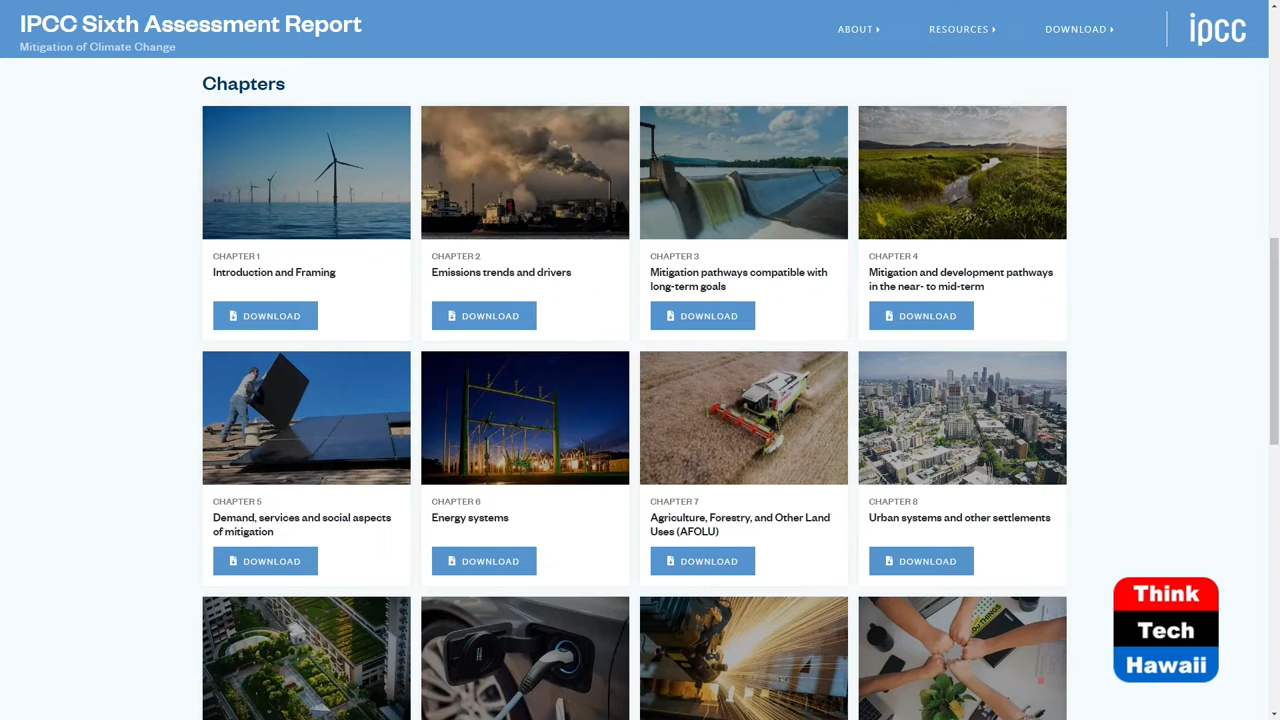 IPCC Sixth Assessment Report
Mitigation of Climate Change
ABOUT
RESOURCES
DOWNLOAD
ipcc
Chapters
CHAPTER 1
Introduction and Framing
DOWNLOAD
CHAPTER 2
Emissions trends and drivers
DOWNLOAD
CHAPTER 3
Mitigation pathways compatible with
long-term goals
DOWNLOAD
CHAPTER 4
Mitigation and development pathways
in the near- to mid-term
DOWNLOAD
CHAPTER 5
Demand, services and social aspects
of mitigation
DOWNLOAD
CHAPTER 6
Energy systems
DOWNLOAD
CHAPTER 7
Agriculture, Forestry, and Other Land
Uses (AFOLU)
DOWNLOAD
CHAPTER 8
Urban systems and other settlements
DOWNLOAD
Think
Tech
Hawaii